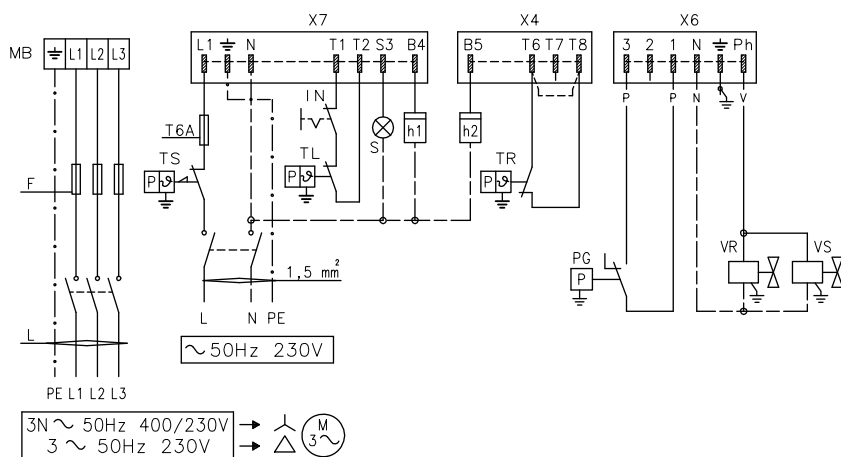 X7 X4 X6
MB L1 L2 L3
L1 N T1 T2 S3 B4
B5 T6 T7 T8
3 2 1 N Ph
P P N V
IN
T6A
h1 h2
S
TS TL TR
P P P
F
VR VS
PG
P
1,5 mm²
L
L N PE
~ 50Hz 230V
PE L1 L2 L3
3N ~ 50Hz 400/230V →
3 ~ 50Hz 230V → △
M
3~